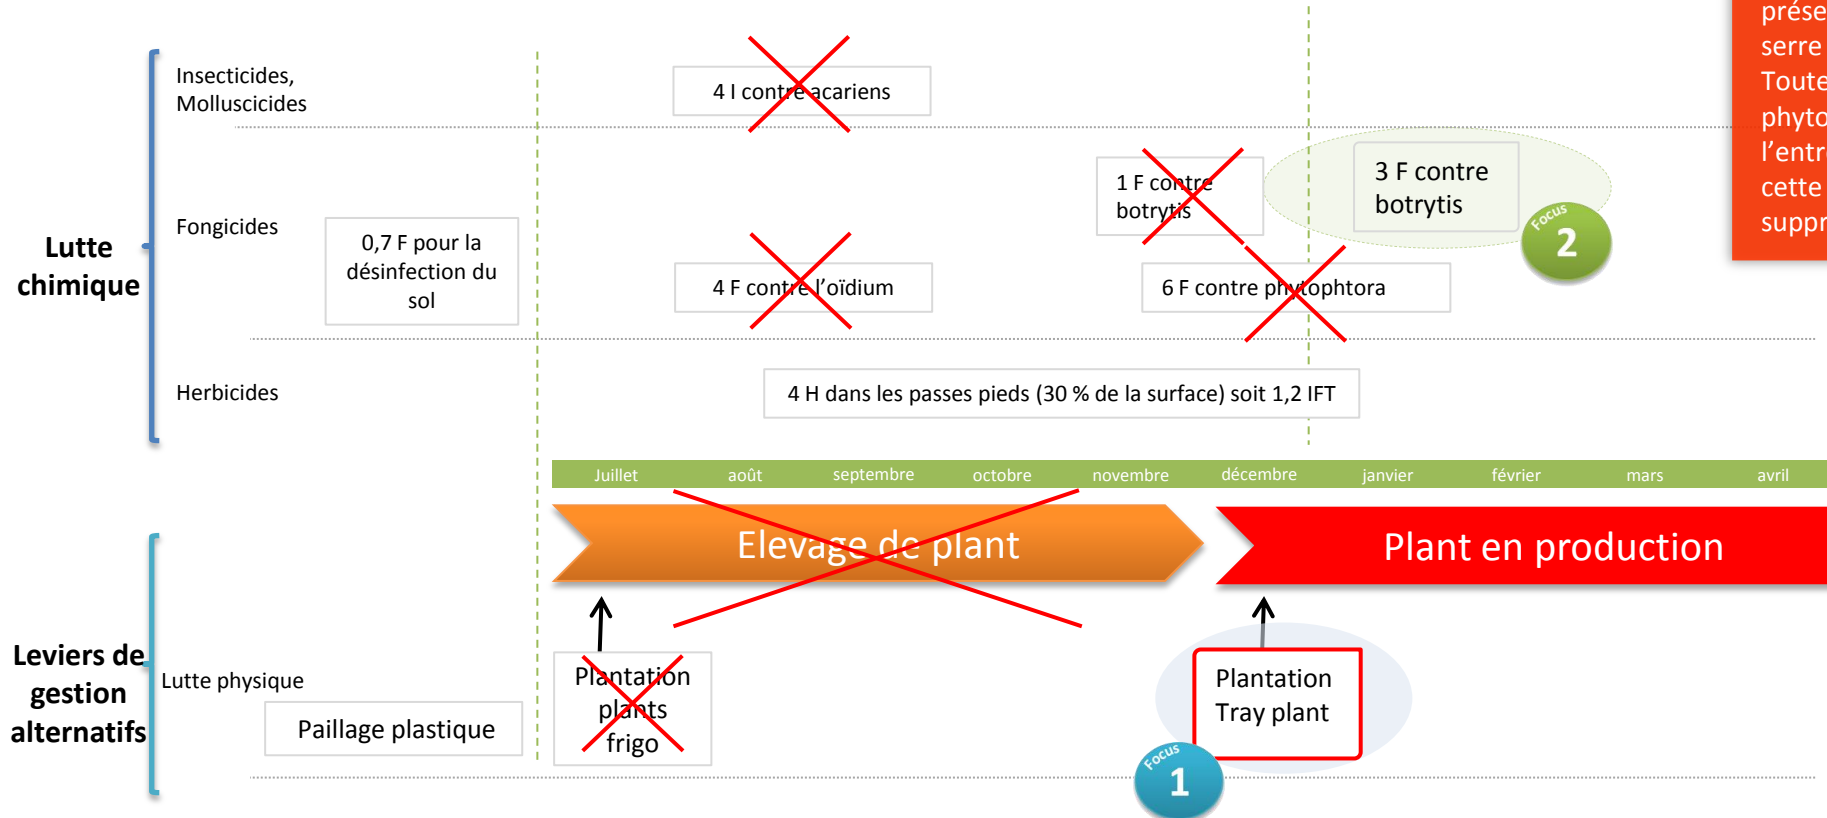 prése
serre
Toute
phyto
l'entr
cette
suppr
Insecticides,
Molluscicides
4 I contre acariens
Lutte
chimique
Fongicides
0,7 F pour la
désinfection du
sol
1 F contre
botrytis
3 F contre
botrytis
Focus
2
4 F contre l'oïdium
6 F contre phytophtora
Herbicides
4 H dans les passes pieds (30 % de la surface) soit 1,2 IFT
Juillet août septembre octobre novembre décembre janvier février mars avril
Elevage de plant
Plant en production
Leviers de
gestion
alternatifs
Lutte physique
Paillage plastique
Plantation
plants
frigo
Plantation
Tray plant
Focus
1